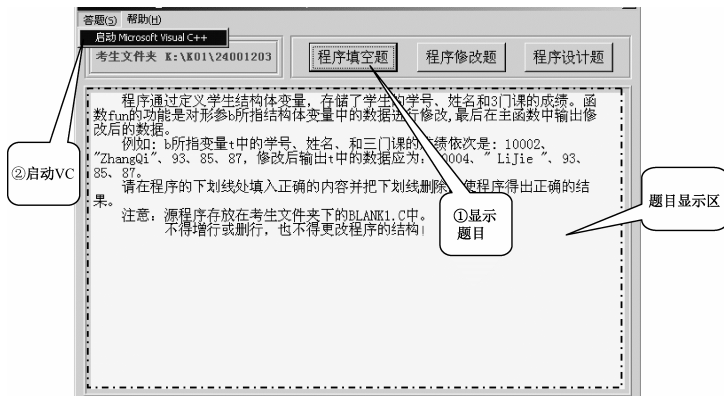 答题(S) 帮助(H)
启动 Microsoft Visual C++
考生文件夹 K:\K01\24001203
程序填空题 程序修改题 程序设计题
程序通过定义学生结构体变量，存储了学生的学号、姓名和3门课的成绩。函
数fun的功能是对形参b所指结构体变量中的数据进行修改,最后在主函数中输出修
改后的数据。
例如：b所指变量t中的学号、姓名、和三门课的成绩依次是：10002、
"ZhangQi"、93、85、87，修改后输出t中的数据应为：10004、" LiJie "、93、
85、87。
请在程序的下划线处填入正确的内容并把下划线删除，使程序得出正确的结
果。
注意：源程序存放在考生文件夹下的BLANK1.C中。
不得增行或删行，也不得更改程序的结构!
②启动VC
①显示
题目
题目显示区